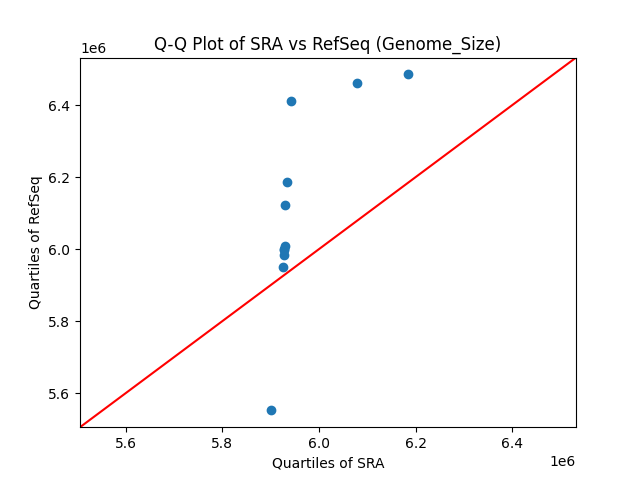 Q-Q Plot of SRA vs RefSeq (Genome_Size)
1e6
6.4
6.2
6.0
5.8
5.6
Quartiles of RefSeq
5.6
5.8
6.0
6.2
6.4
1e6
Quartiles of SRA